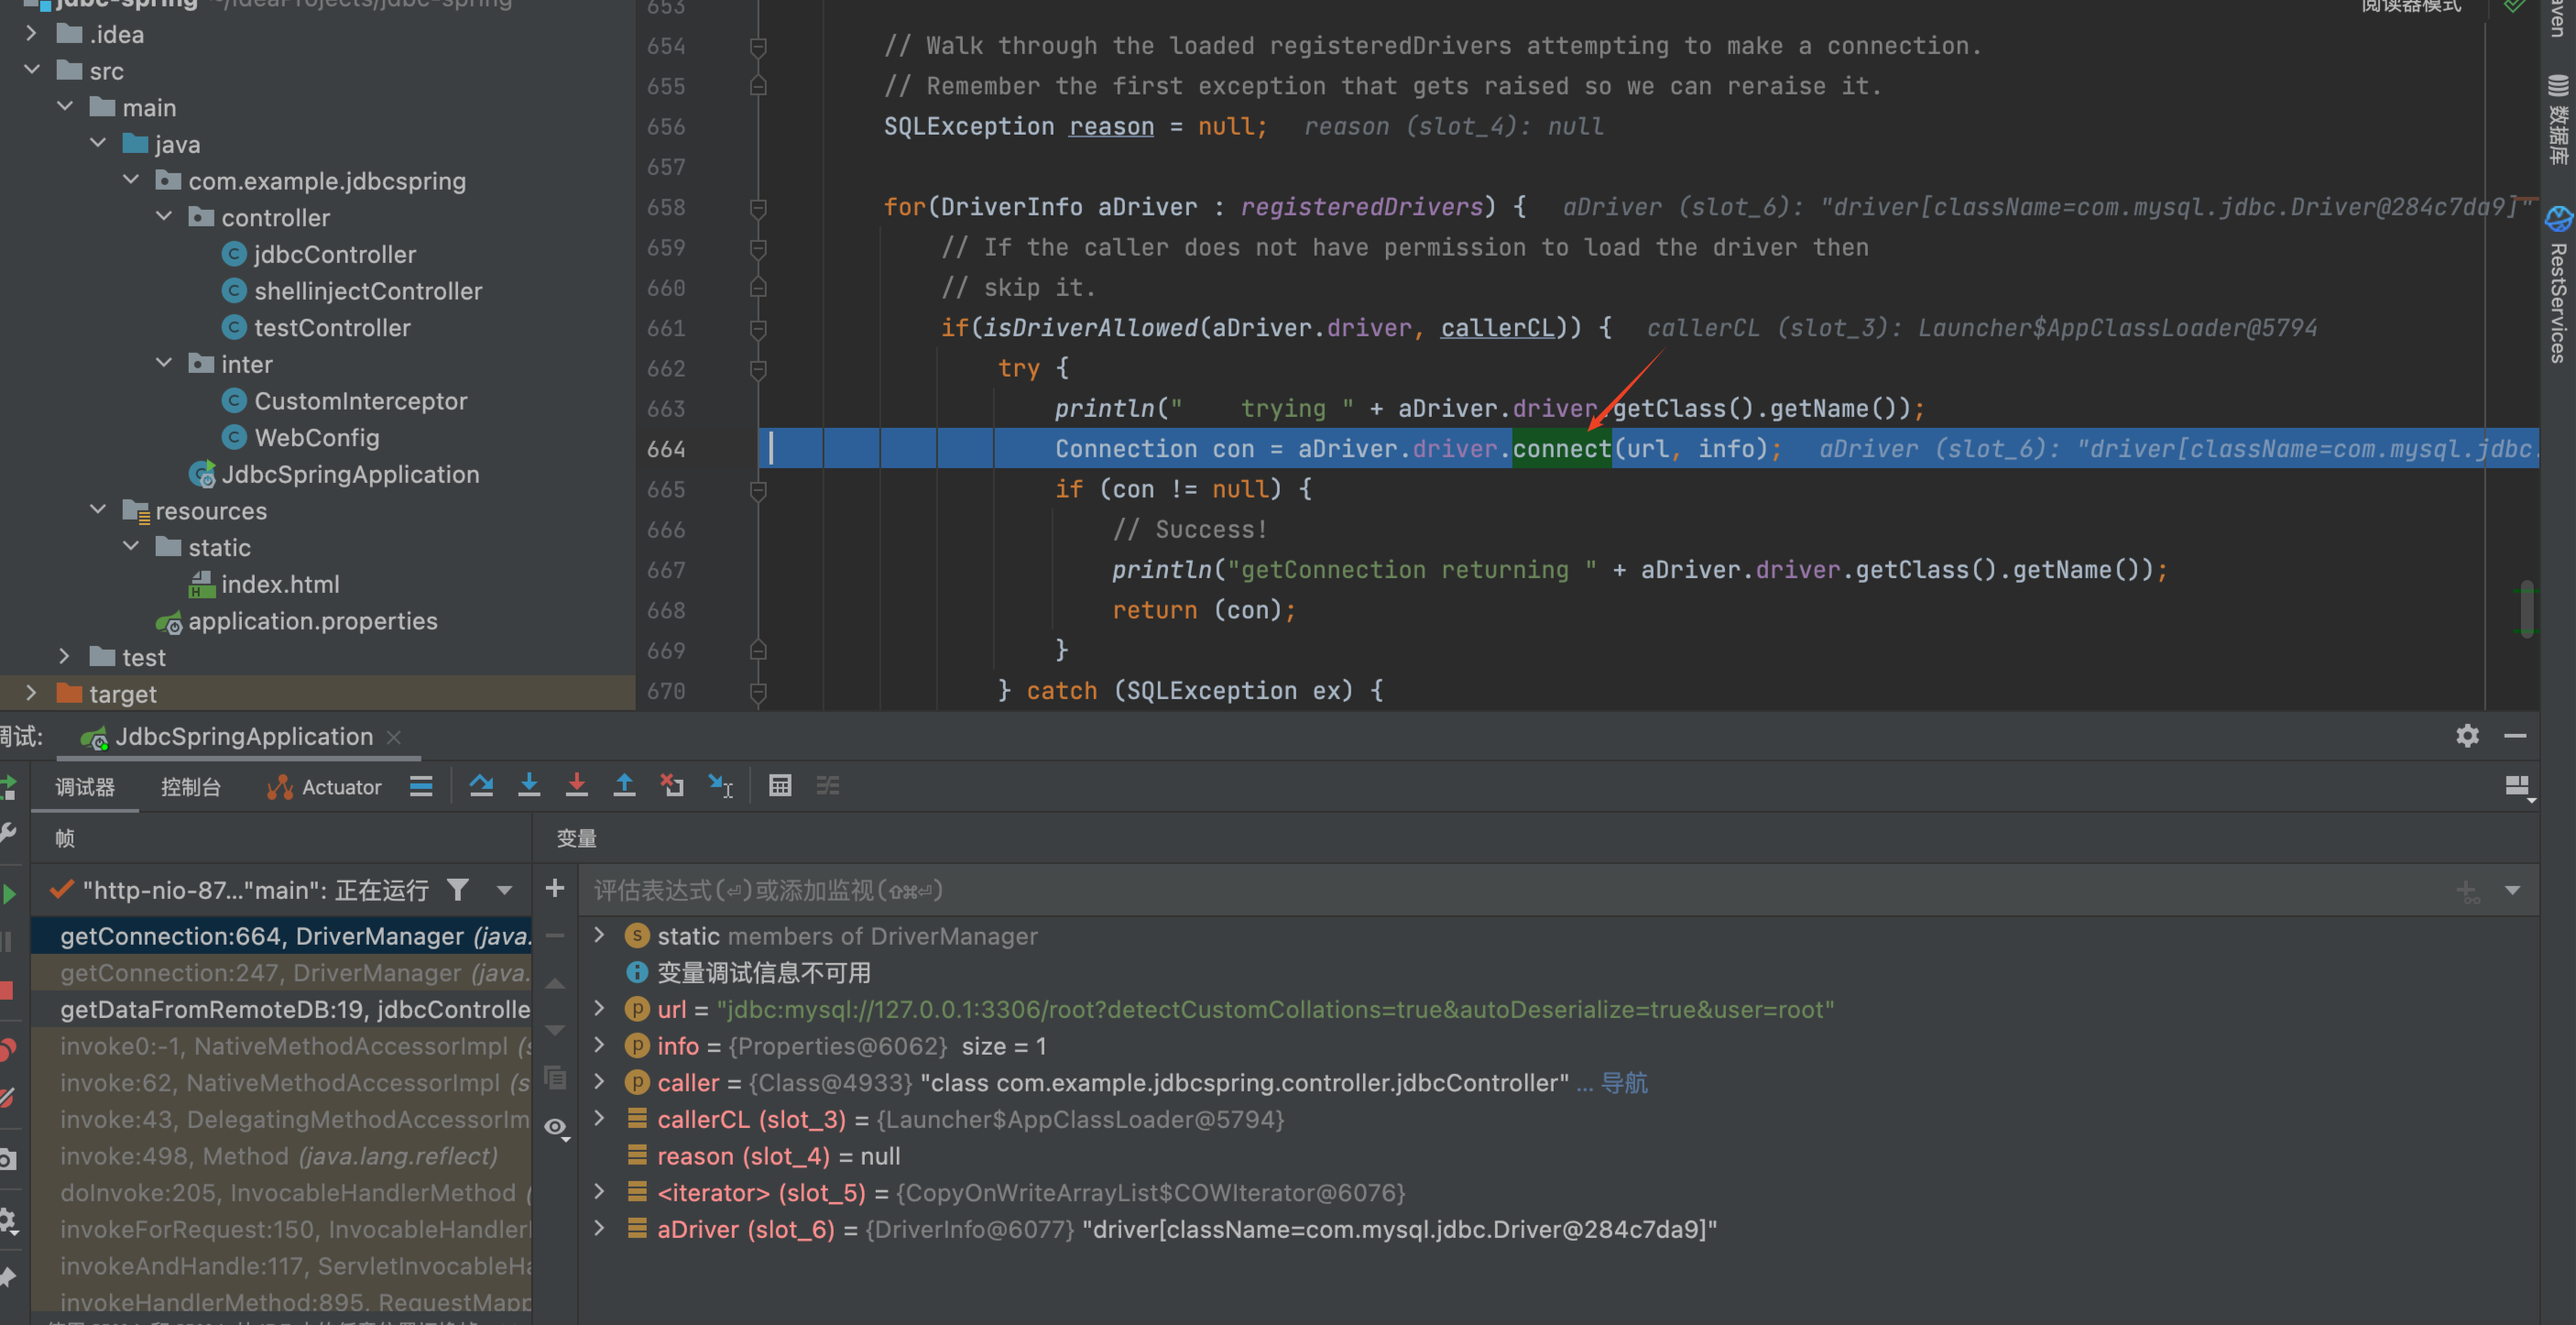 jdbc-spring ~/IdeaProjects/jdbc-spring
.idea
src
main
java
com.example.jdbcspring
controller
jdbcController
shellinjectController
testController
inter
CustomInterceptor
WebConfig
JdbcSpringApplication
resources
static
index.html
application.properties
test
target
653
654 // Walk through the loaded registeredDrivers attempting to make a connection.
655 // Remember the first exception that gets raised so we can reraise it.
656 SQLException reason = null; reason (slot_4): null
657
658 for(DriverInfo aDriver : registeredDrivers) { aDriver (slot_6): "driver[className=com.mysql.jdbc.Driver@284c7da9]"
659 // If the caller does not have permission to load the driver then
660 // skip it.
661 if(isDriverAllowed(aDriver.driver, callerCL)) { callerCL (slot_3): Launcher$AppClassLoader@5794
662 try {
663 println("    trying " + aDriver.driver.getClass().getName());
664 Connection con = aDriver.driver.connect(url, info); aDriver (slot_6): "driver[className=com.mysql.jdbc.
665 if (con != null) {
666 // Success!
667 println("getConnection returning " + aDriver.driver.getClass().getName());
668 return (con);
669 }
670 } catch (SQLException ex) {
阅读器模式
数据库
RestServices
调试: JdbcSpringApplication
调试器 控制台 Actuator
帧
变量
"http-nio-87..."main": 正在运行
评估表达式(⏎)或添加监视(⇧⌘⏎)
getConnection:664, DriverManager (java.
getConnection:247, DriverManager (java.
getDataFromRemoteDB:19, jdbcControlle
invoke0:-1, NativeMethodAccessorImpl (s
invoke:62, NativeMethodAccessorImpl (s
invoke:43, DelegatingMethodAccessorIm
invoke:498, Method (java.lang.reflect)
doInvoke:205, InvocableHandlerMethod (
invokeForRequest:150, InvocableHandlerI
invokeAndHandle:117, ServletInvocableHa
invokeHandlerMethod:895, RequestMapp
static members of DriverManager
变量调试信息不可用
url = "jdbc:mysql://127.0.0.1:3306/root?detectCustomCollations=true&autoDeserialize=true&user=root"
info = {Properties@6062} size = 1
caller = {Class@4933} "class com.example.jdbcspring.controller.jdbcController" ... 导航
callerCL (slot_3) = {Launcher$AppClassLoader@5794}
reason (slot_4) = null
<iterator> (slot_5) = {CopyOnWriteArrayList$COWIterator@6076}
aDriver (slot_6) = {DriverInfo@6077} "driver[className=com.mysql.jdbc.Driver@284c7da9]"